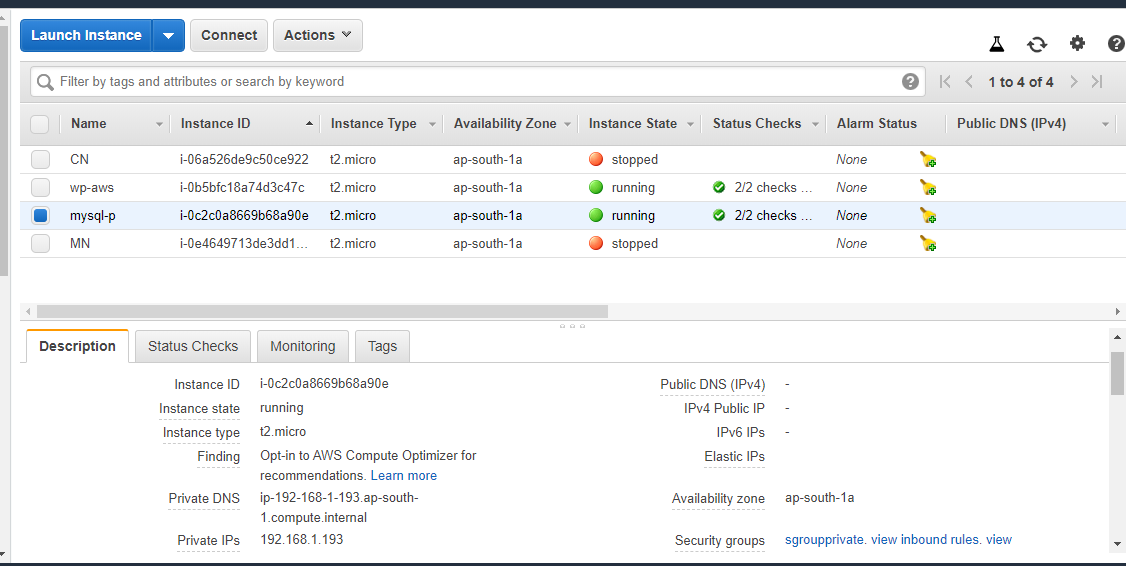 Launch Instance Connect Actions
Filter by tags and attributes or search by keyword 1 to 4 of 4
Name Instance ID Instance Type Availability Zone Instance State Status Checks Alarm Status Public DNS (IPv4)
CN i-06a526de9c50ce922 t2.micro ap-south-1a stopped None
wp-aws i-0b5bfc18a74d3c47c t2.micro ap-south-1a running 2/2 checks ... None
mysql-p i-0c2c0a8669b68a90e t2.micro ap-south-1a running 2/2 checks ... None
MN i-0e4649713de3dd1... t2.micro ap-south-1a stopped None
Description Status Checks Monitoring Tags
Instance ID i-0c2c0a8669b68a90e Public DNS (IPv4) -
Instance state running IPv4 Public IP -
Instance type t2.micro IPv6 IPs -
Finding Opt-in to AWS Compute Optimizer for Elastic IPs
recommendations. Learn more
Private DNS ip-192-168-1-193.ap-south- Availability zone ap-south-1a
1.compute.internal
Private IPs 192.168.1.193 Security groups sgroupprivate. view inbound rules. view